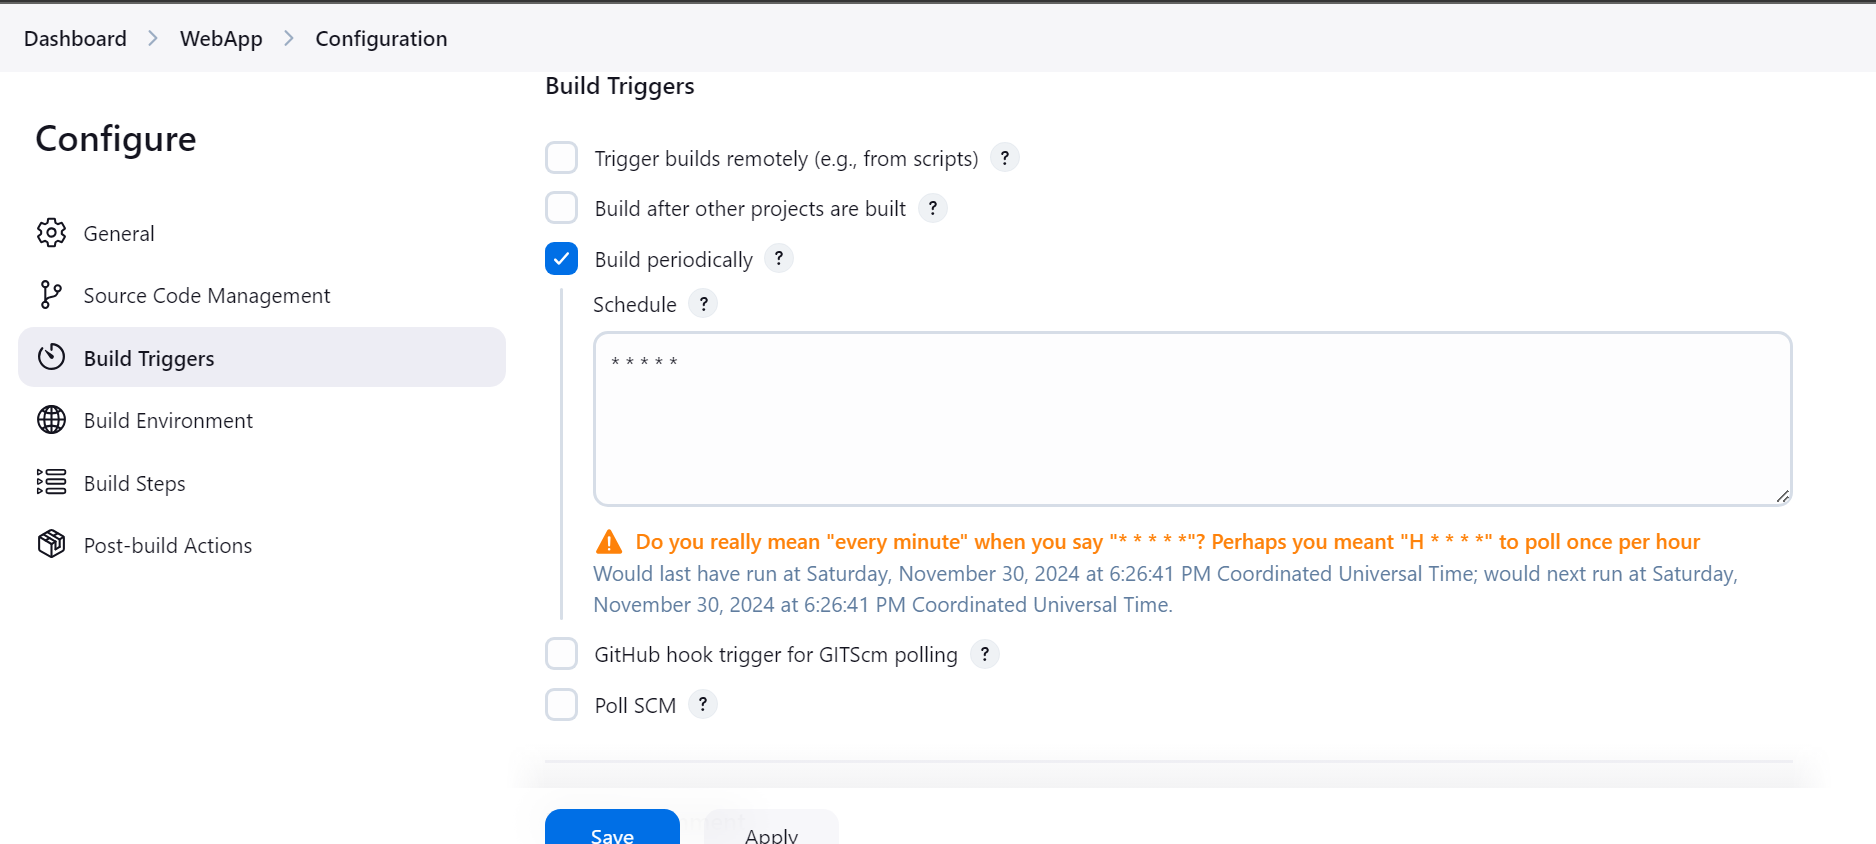 Dashboard > WebApp > Configuration
Build Triggers
Configure
General
Source Code Management
Build Triggers
Build Environment
Build Steps
Post-build Actions
Trigger builds remotely (e.g., from scripts) ?
Build after other projects are built ?
Build periodically ?
Schedule ?
* * * * *
Do you really mean "every minute" when you say "* * * * *"? Perhaps you meant "H * * * *" to poll once per hour
Would last have run at Saturday, November 30, 2024 at 6:26:41 PM Coordinated Universal Time; would next run at Saturday,
November 30, 2024 at 6:26:41 PM Coordinated Universal Time.
GitHub hook trigger for GITScm polling ?
Poll SCM ?
Save
Apply